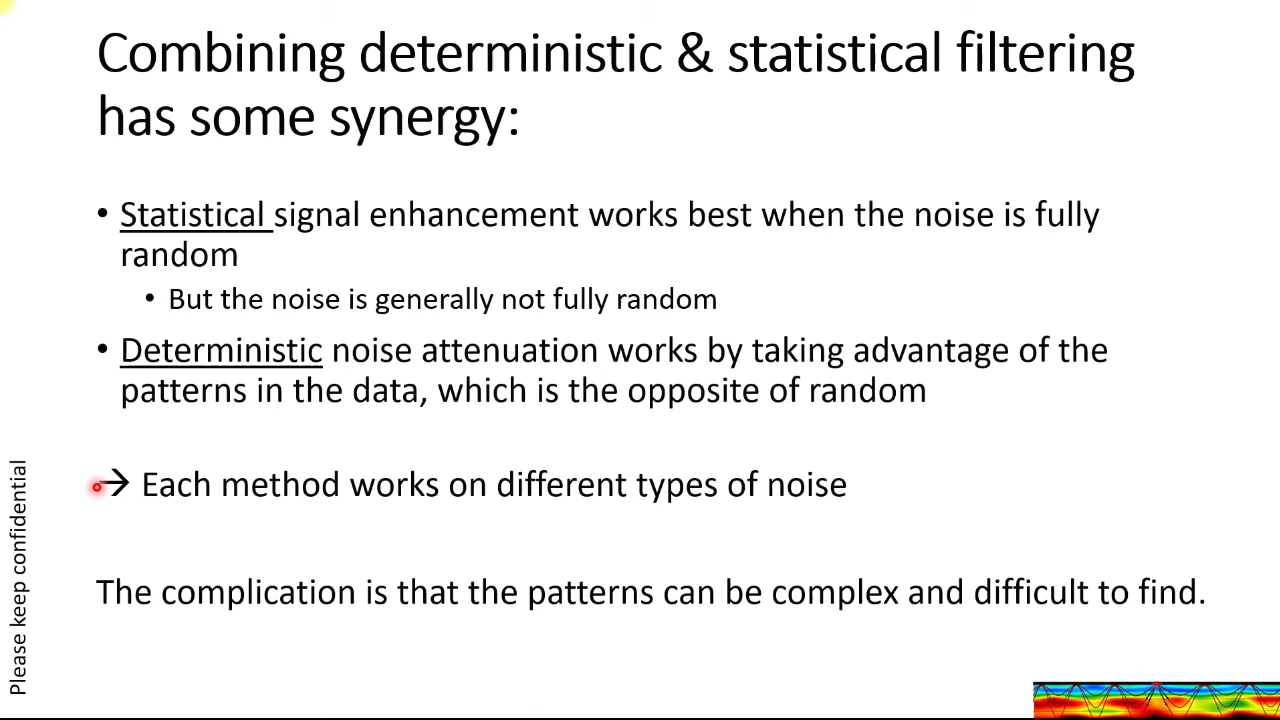 Combining deterministic & statistical filtering
has some synergy:
• Statistical signal enhancement works best when the noise is fully
random
• But the noise is generally not fully random
• Deterministic noise attenuation works by taking advantage of the
patterns in the data, which is the opposite of random
→ Each method works on different types of noise
The complication is that the patterns can be complex and difficult to find.
Please keep confidential